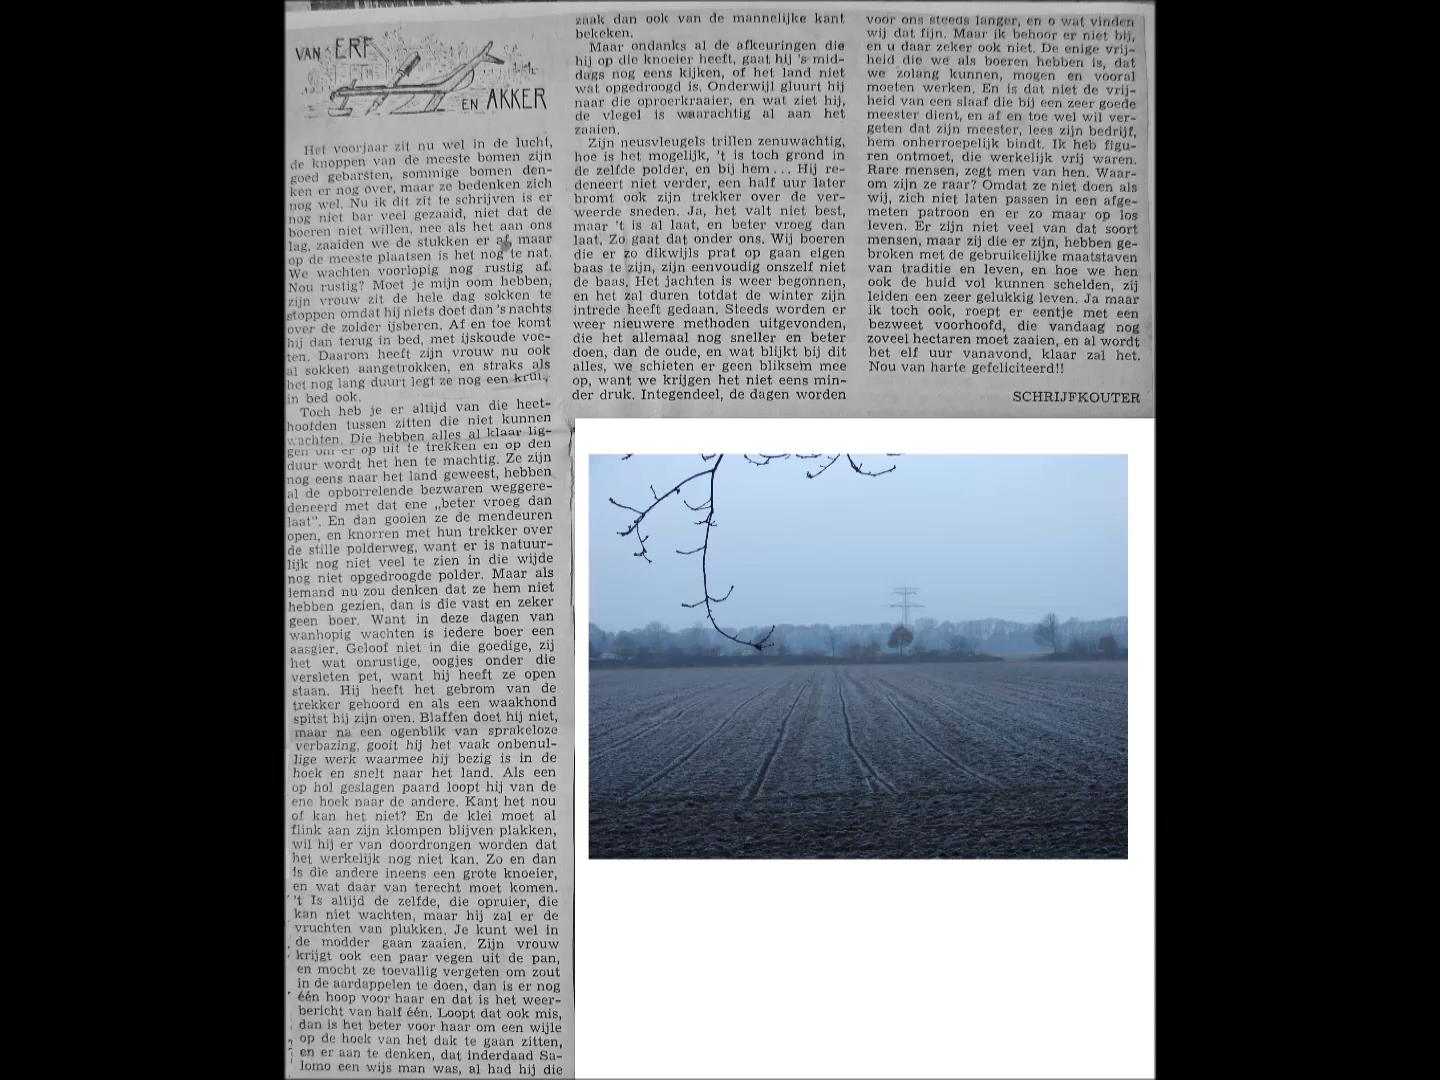 VAN ERF
EN AKKER
Het voorjaar zit nu wel in de lucht,
de knoppen van de meeste bomen zijn
goed gebarsten, sommige bomen den-
ken er nog over, maar ze bedenken zich
nog wel. Nu ik dit zit te schrijven is er
nog niet bar veel gezaaid, niet dat de
boeren niet willen, nee als het aan ons
lag, zaaiden we de stukken er af, maar
op de meeste plaatsen is het nog te nat.
We wachten voorlopig nog rustig af.
Nou rustig? Moet je mijn oom hebben,
zijn vrouw zit de hele dag sokken te
stoppen omdat hij niets doet dan 's nachts
over de zolder ijsberen. Af en toe komt
hij dan terug in bed, met ijskoude voe-
ten. Daarom heeft zijn vrouw nu ook
al sokken aangetrokken, en straks als
het nog lang duurt legt ze nog een
in bed ook.
Toch heb je er altijd van die heet-
hoofden tussen zitten die niet kunnen
wachten. Die hebben alles al klaar lig-
gen om er op uit te trekken en op den
duur wordt het hen te machtig. Ze zijn
nog eens naar het land geweest, hebben
al de opborrelende bezwaren weggere-
deneerd met dat ene „beter vroeg dan
laat". En dan gooien ze de mendeuren
open, en knorren met hun trekker over
de stille polderweg, want er is natuur-
lijk nog niet veel te zien in die wijde
nog niet opgedroogde polder. Maar als
iemand nu zou denken dat ze hem niet
hebben gezien, dan is die vast en zeker
geen boer. Want in deze dagen van
wanhopig wachten is iedere boer een
aasgier. Geloof niet in die goedige, zij
het wat onrustige, oogjes onder die
versleten pet, want hij heeft ze open
staan. Hij heeft het gebrom van de
trekker gehoord en als een waakhond
spitst hij zijn oren. Blaffen doet hij niet,
maar na een ogenblik van sprakeloze
verbazing, gooit hij het vaak onbenul-
lige werk waarmee hij bezig is in de
hoek en snelt naar het land. Als een
op hol geslagen paard loopt hij van de
ene hoek naar de andere. Kant het nou
of kan het niet? En de klei moet al
flink aan zijn klompen blijven plakken,
wil hij er van doordrongen worden dat
het werkelijk nog niet kan. Zo en dan
is die andere ineens een grote knoeier,
en wat daar van terecht moet komen.
't Is altijd de zelfde, die opruier, die
kan niet wachten, maar hij zal er de
vruchten van plukken. Je kunt wel in
de modder gaan zaaien. Zijn vrouw
krijgt ook een paar vegen uit de pan,
en mocht ze toevallig vergeten om zout
in de aardappelen te doen, dan is er nog
één hoop voor haar en dat is het weer-
bericht van half één. Loopt dat ook mis,
dan is het beter voor haar om een wijle
op de hoek van het dak te gaan zitten,
en er aan te denken, dat inderdaad Sa-
lomo een wijs man was, al had hij die
zaak dan ook van de mannelijke kant
bekeken.
Maar ondanks al de afkeuringen die
hij op die knoeier heeft, gaat hij 's mid-
dags nog eens kijken, of het land niet
wat opgedroogd is. Onderwijl gluurt hij
naar die oproerkraaier, en wat ziet hij,
de vlegel is waarachtig al aan het
zaaien.
Zijn neusvleugels trillen zenuwachtig,
hoe is het mogelijk, 't is toch grond in
de zelfde polder, en bij hem... Hij re-
deneert niet verder, een half uur later
bromt ook zijn trekker over de ver-
weerde sneden. Ja, het valt niet best,
maar 't is al laat, en beter vroeg dan
laat. Zo gaat dat onder ons. Wij boeren
die er zo dikwijls prat op gaan eigen
baas te zijn, zijn eenvoudig onszelf niet
de baas. Het jachten is weer begonnen,
en het zal duren totdat de winter zijn
intrede heeft gedaan. Steeds worden er
weer nieuwere methoden uitgevonden,
die het allemaal nog sneller en beter
doen, dan de oude, en wat blijkt bij dit
alles, we schieten er geen bliksem mee
op, want we krijgen het niet eens min-
der druk. Integendeel, de dagen worden
voor ons steeds langer, en o wat vinden
wij dat fijn. Maar ik behoor er niet bij,
en u daar zeker ook niet. De enige vrij-
heid die we als boeren hebben is, dat
we zolang kunnen, mogen en vooral
moeten werken. En is dat niet de vrij-
heid van een slaaf die bij een zeer goede
meester dient, en af en toe wel wil ver-
geten dat zijn meester, lees zijn bedrijf,
hem onherroepelijk bindt. Ik heb figu-
ren ontmoet, die werkelijk vrij waren.
Rare mensen, zegt men van hen. Waar-
om zijn ze raar? Omdat ze niet doen als
wij, zich niet laten passen in een afge-
meten patroon en er zo maar op los
leven. Er zijn niet veel van dat soort
mensen, maar zij die er zijn, hebben ge-
broken met de gebruikelijke maatstaven
van traditie en leven, en hoe we hen
ook de huid vol kunnen schelden, zij
leiden een zeer gelukkig leven. Ja maar
ik toch ook, roept er eentje met een
bezweet voorhoofd, die vandaag nog
zoveel hectaren moet zaaien, en al wordt
het elf uur vanavond, klaar zal het.
Nou van harte gefeliciteerd!!
SCHRIJFKOUTER